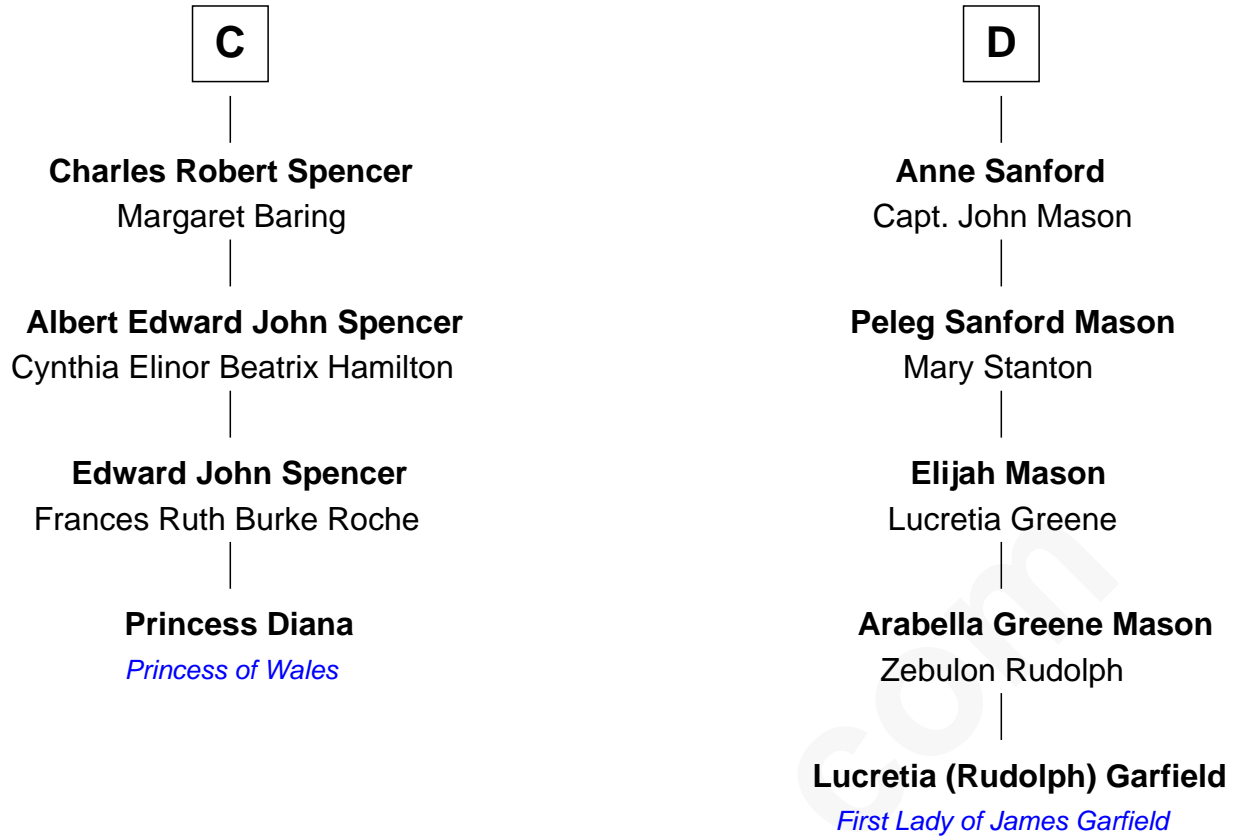 C
Charles Robert Spencer
Margaret Baring
Albert Edward John Spencer
Cynthia Elinor Beatrix Hamilton
Edward John Spencer
Frances Ruth Burke Roche
Princess Diana
Princess of Wales
D
Anne Sanford
Capt. John Mason
Peleg Sanford Mason
Mary Stanton
Elijah Mason
Lucretia Greene
Arabella Greene Mason
Zebulon Rudolph
Lucretia (Rudolph) Garfield
First Lady of James Garfield
com